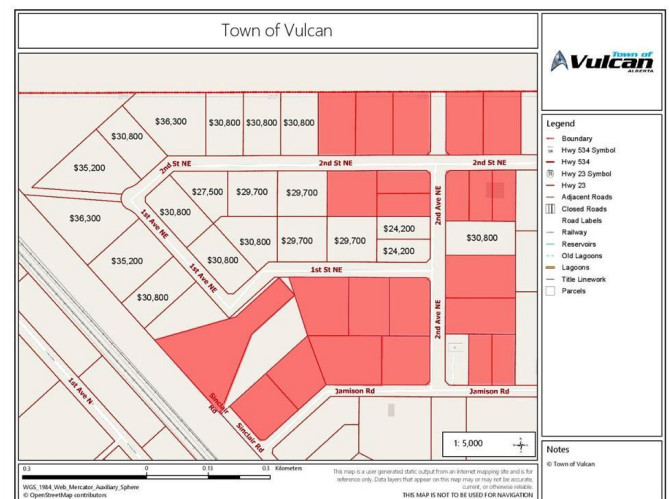 Town of Vulcan
Town of
Vulcan
ALBERTA
$36,300
$30,800
$30,800
$30,800
$30,800
$35,200
2nd St NE
2nd St NE
2nd St NE
$27,500
$29,700
$29,700
$36,300
$30,800
1st Ave NE
2nd Ave NE
$24,200
$30,800
$30,800
$29,700
$29,700
$24,200
$35,200
$30,800
1st Ave NE
1st St NE
$30,800
2nd Ave NE
1st Ave N
Sinclair Rd
Sinclair Rd
Jamison Rd
Jamison Rd
1: 5,000
Legend
Boundary
Hwy 534 Symbol
Hwy 534
Hwy 23 Symbol
Hwy 23
Adjacent Roads
Closed Roads
Road Labels
Railway
Reservoirs
Old Lagoons
Lagoons
Title Linework
Parcels
Notes
© Town of Vulcan
0.3
0
0.13
0.3 Kilometers
WGS_1984_Web_Mercator_Auxiliary_Sphere
© OpenStreetMap contributors
This map is a user generated static output from an Internet mapping site and is for
reference only. Data layers that appear on this map may or may not be accurate,
current, or otherwise reliable.
THIS MAP IS NOT TO BE USED FOR NAVIGATION